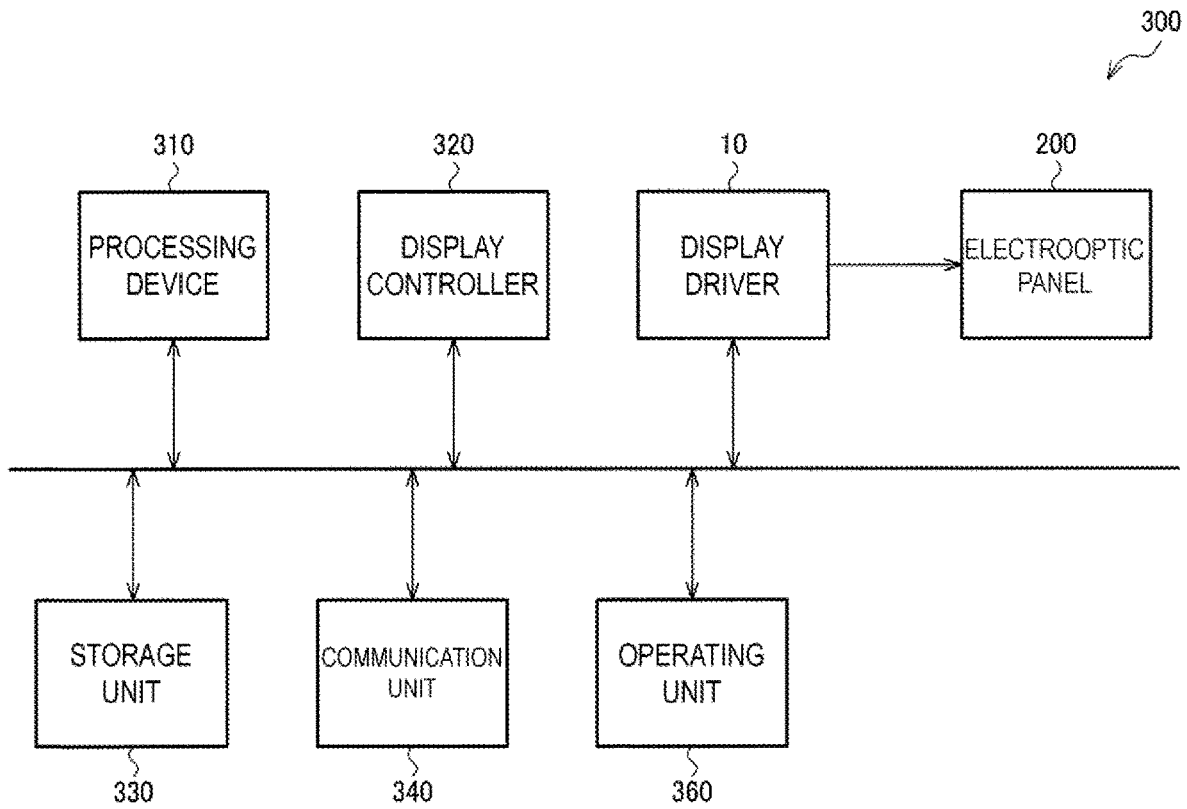 300
310
320
10
200
PROCESSING
DEVICE
DISPLAY
CONTROLLER
DISPLAY
DRIVER
ELECTROOPTIC
PANEL
STORAGE
UNIT
COMMUNICATION
UNIT
OPERATING
UNIT
330
340
360